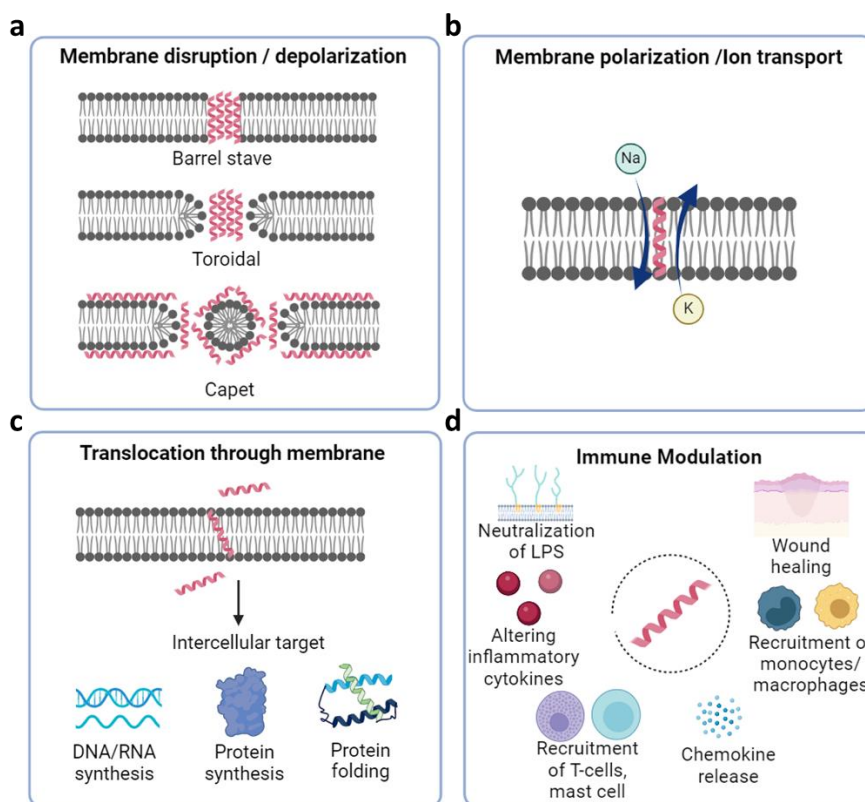 a
Membrane disruption / depolarization
Barrel stave
Toroidal
Capet
b
Membrane polarization /Ion transport
Na
K
c
Translocation through membrane
Intercellular target
DNA/RNA
synthesis
Protein
synthesis
Protein
folding
d
Immune Modulation
Neutralization
of LPS
Wound
healing
Altering
inflammatory
cytokines
Recruitment of
monocytes/
macrophages
Recruitment
of T-cells,
mast cell
Chemokine
release